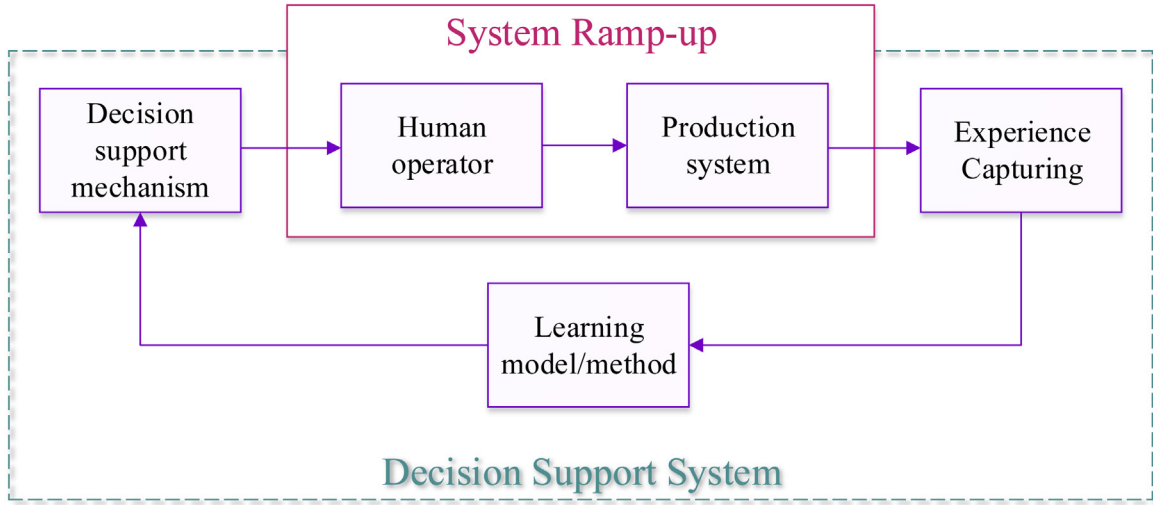 System Ramp-up
Decision
support
mechanism
Human
operator
Production
system
Experience
Capturing
Learning
model/method
Decision Support System